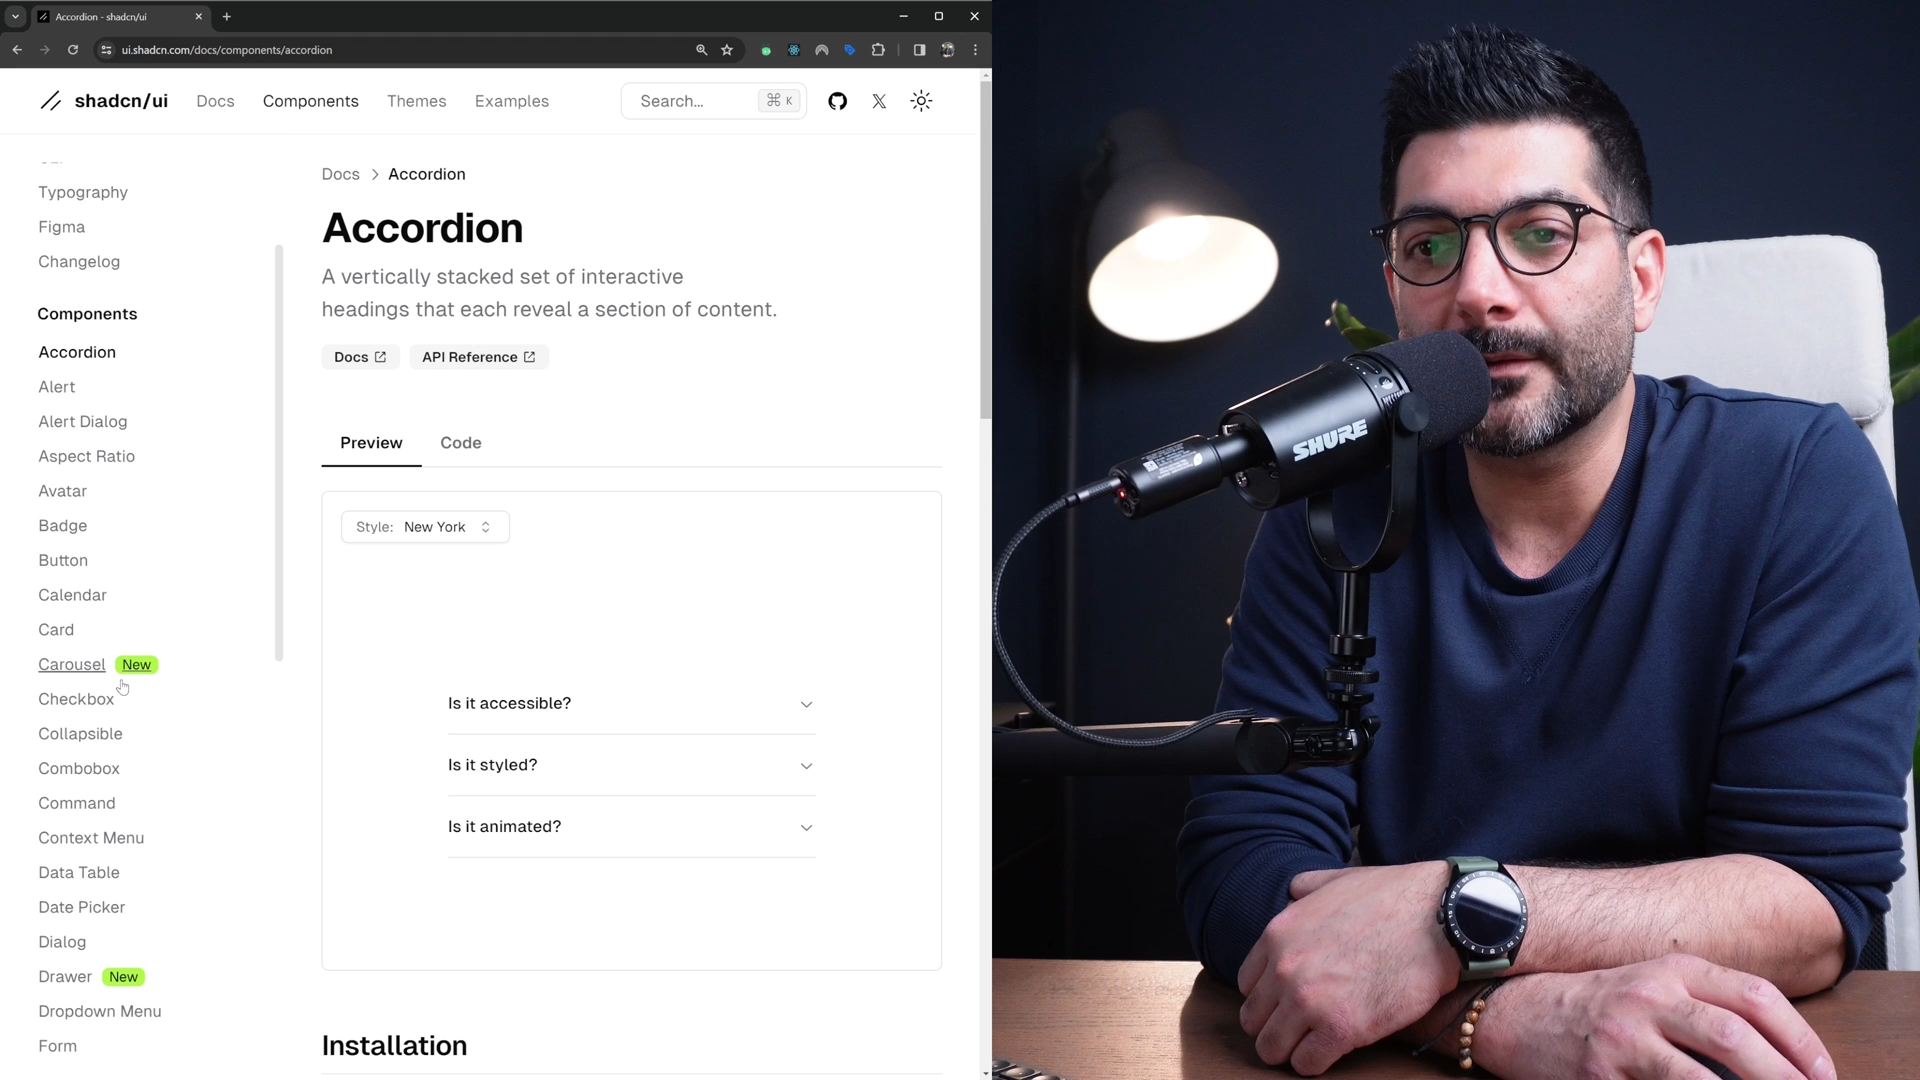 Accordion - shadcn/ui
ui.shadcn.com/docs/components/accordion
shadcn/ui
Docs
Components
Themes
Examples
Search...
⌘ K
Typography
Figma
Changelog
Components
Accordion
Alert
Alert Dialog
Aspect Ratio
Avatar
Badge
Button
Calendar
Card
Carousel New
Checkbox
Collapsible
Combobox
Command
Context Menu
Data Table
Date Picker
Dialog
Drawer New
Dropdown Menu
Form
Docs > Accordion
Accordion
A vertically stacked set of interactive
headings that each reveal a section of content.
Docs
API Reference
Preview
Code
Style: New York
Is it accessible?
Is it styled?
Is it animated?
Installation
SHURE